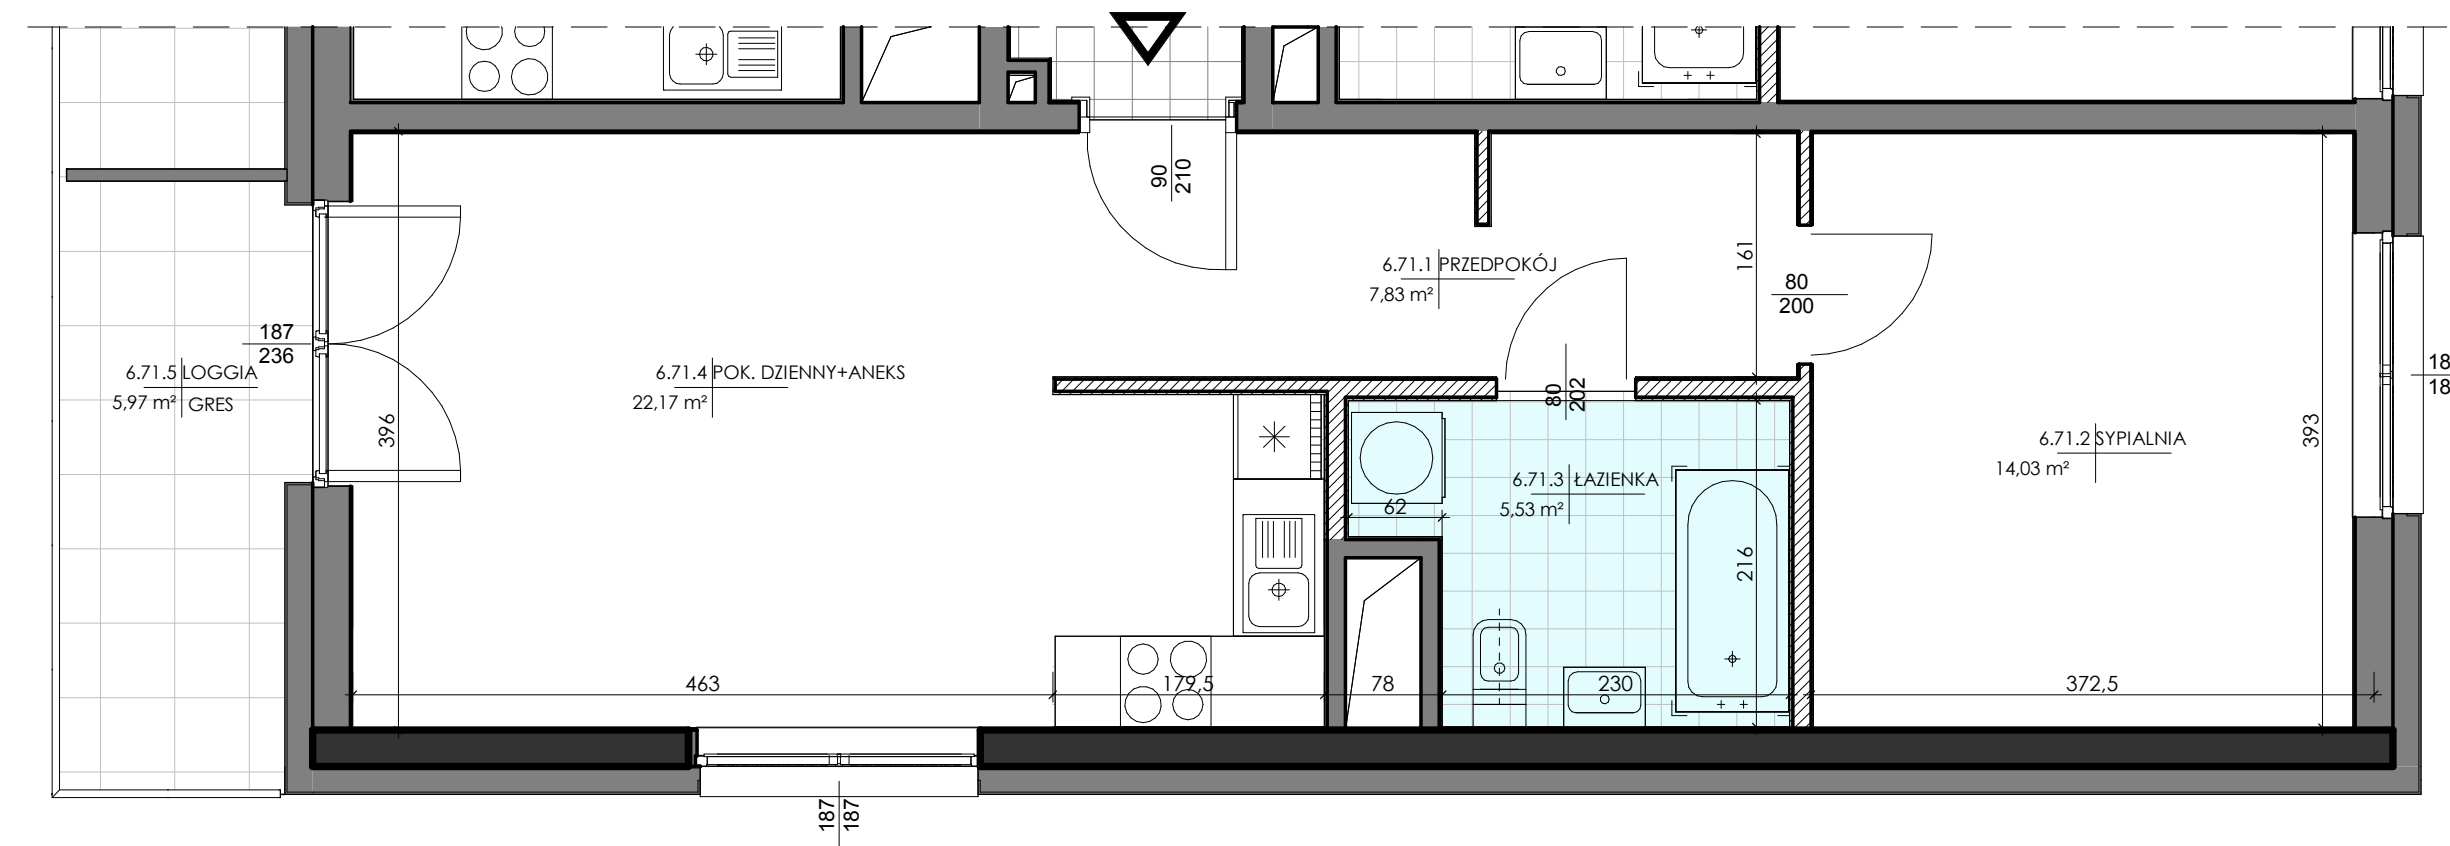 90
210
6.71.1 PRZEDPOKÓJ
7,83 m²
161
80
200
187
236
6.71.5 LOGGIA
5,97 m² GRES
6.71.4 POK. DZIENNY+ANEKS
22,17 m²
396
80
202
6.71.3 ŁAZIENKA
5,53 m²
62
216
6.71.2 SYPIALNIA
14,03 m²
393
18
18
463
179,5
78
230
372,5
187
187